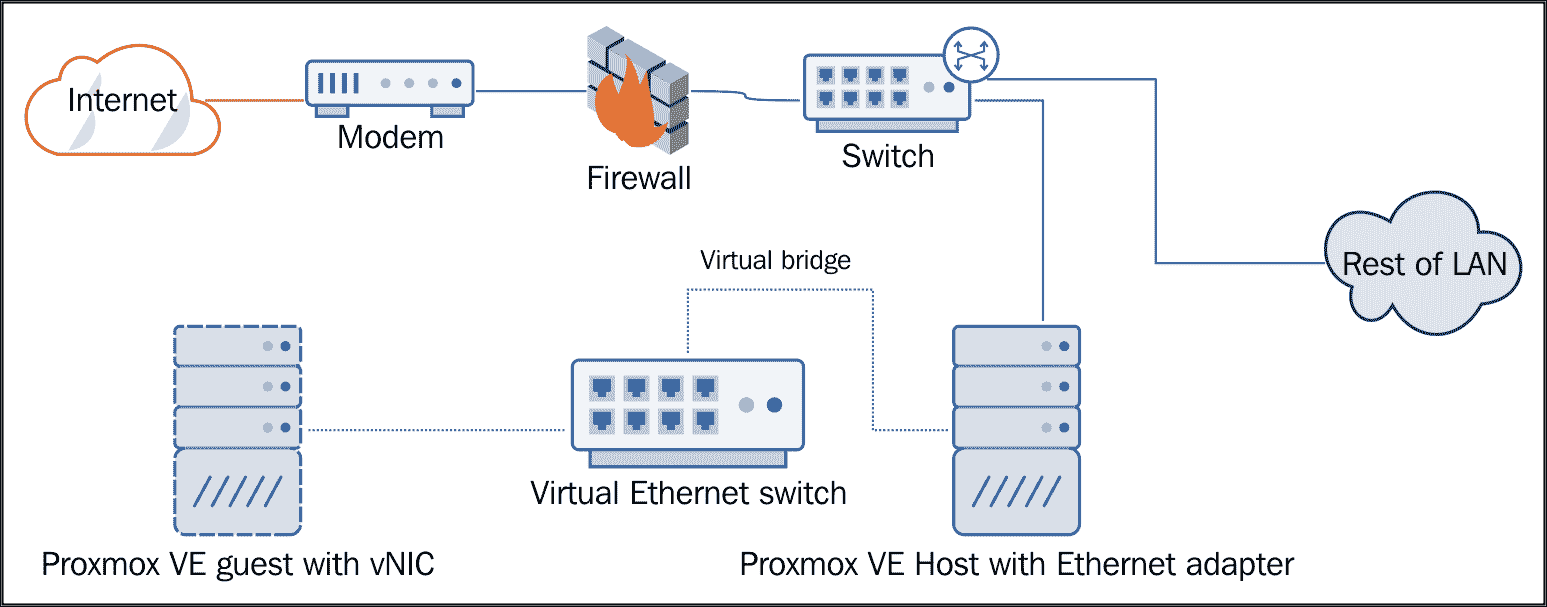 Internet
Modem
Firewall
Switch
Rest of LAN
Virtual bridge
Virtual Ethernet switch
Proxmox VE guest with vNIC
Proxmox VE Host with Ethernet adapter